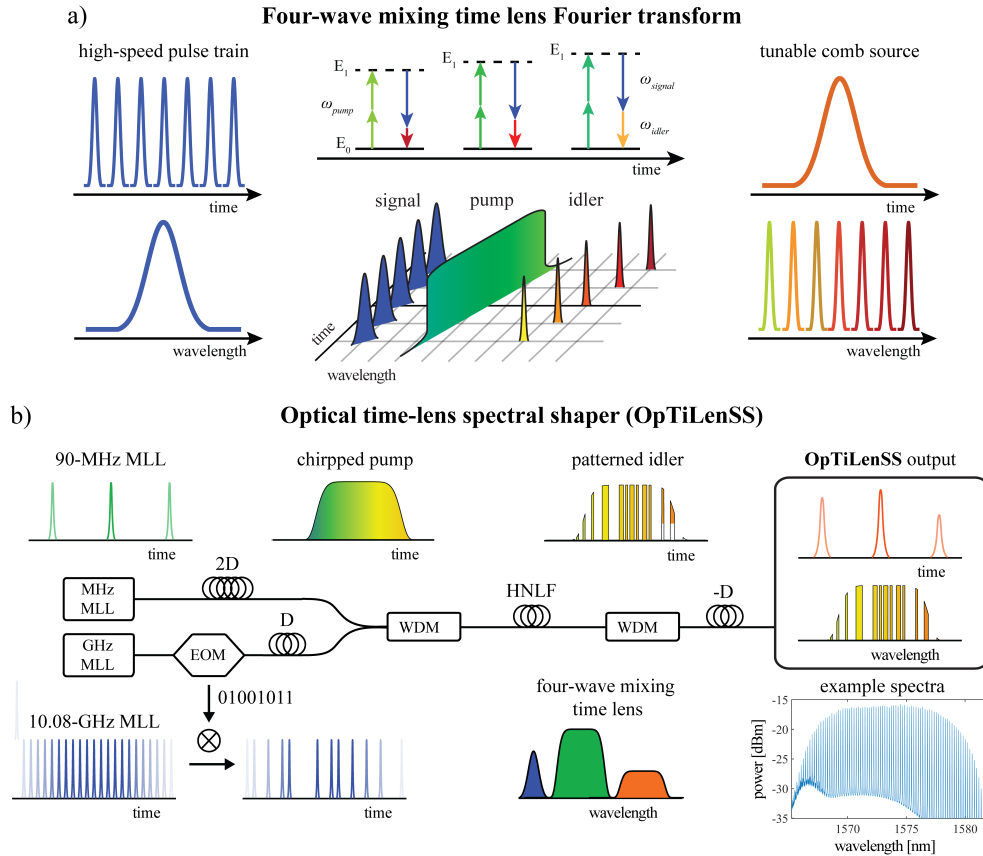 a)
Four-wave mixing time lens Fourier transform
high-speed pulse train
time
wavelength
E1
ωpump
E0
E1
E1
ωsignal
ωidler
time
signal pump idler
time
wavelength
tunable comb source
time
wavelength
b)
Optical time-lens spectral shaper (OpTiLenSS)
90-MHz MLL
time
chirpped pump
time
patterned idler
time
OpTiLenSS output
time
wavelength
MHz
MLL
2D
GHz
MLL
EOM
D
WDM
HNLF
WDM
-D
01001011
10.08-GHz MLL
time
time
four-wave mixing
time lens
wavelength
example spectra
power [dBm]
-15
-20
-25
-30
-35
1570 1575 1580
wavelength [nm]